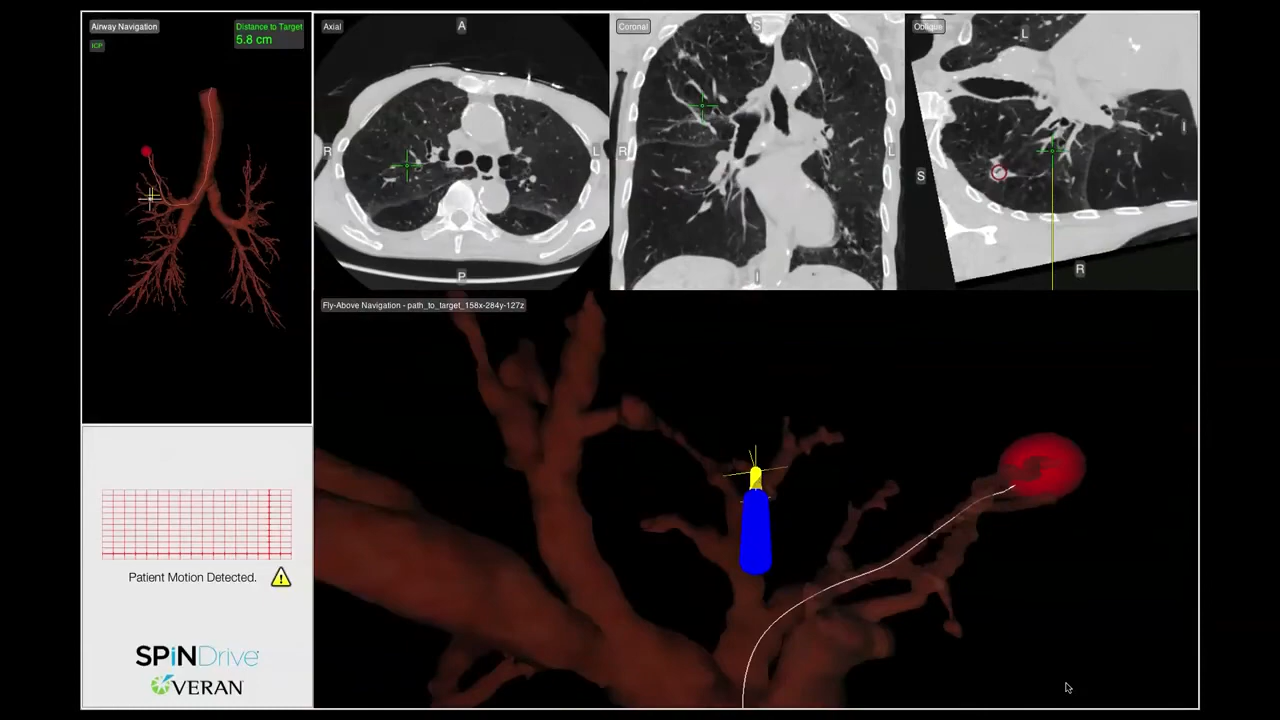 Airway Navigation
ICP
Distance to Target
5.8 cm
Axial
A
R
L
P
Coronal
S
R
L
I
Oblique
L
I
S
R
Fly-Above Navigation - path_to_target_158x-284y-127z
Patient Motion Detected.
SPiNDrive
VERAN